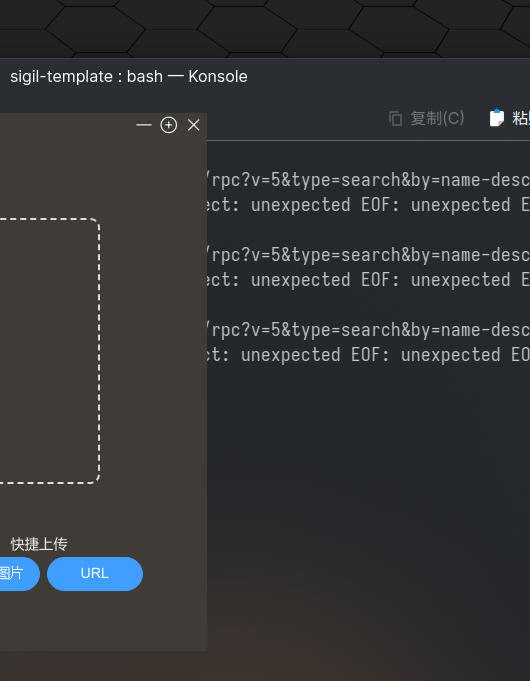 sigil-template : bash — Konsole
复制(C)
/rpc?v=5&type=search&by=name-desc
ect: unexpected EOF: unexpected E
/rpc?v=5&type=search&by=name-desc
ect: unexpected EOF: unexpected E
/rpc?v=5&type=search&by=name-desc
ct: unexpected EOF: unexpected EO
快捷上传
图片
URL